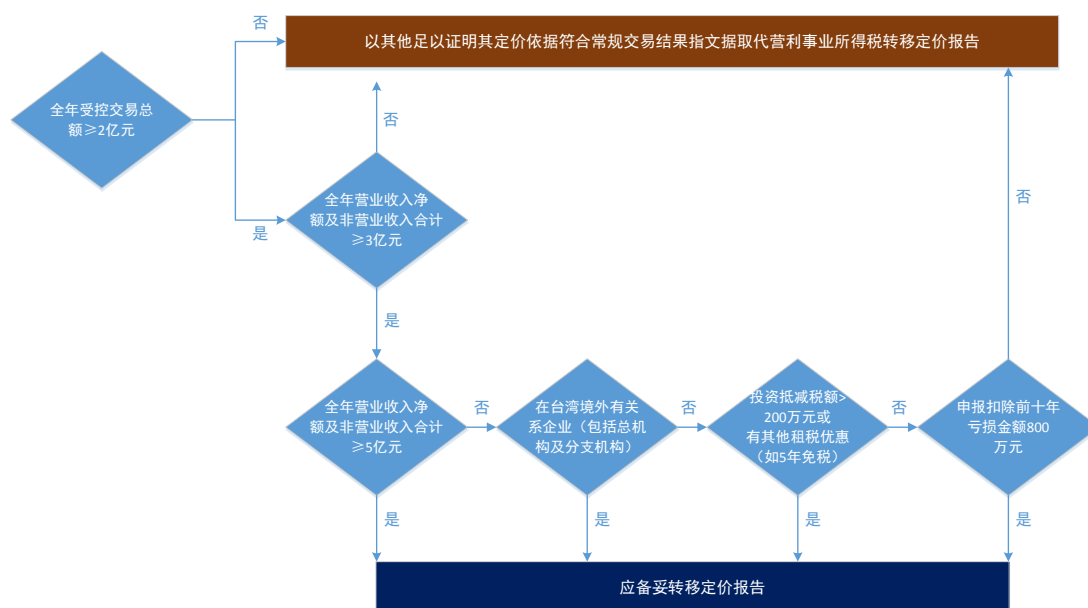 否
以其他足以证明其定价依据符合常规交易结果指文据取代营利事业所得税转移定价报告
全年受控交易总
额≥2亿元
否
全年营业收入净
额及非营业收入合计
≥3亿元
是
否
是
全年营业收入净
额及非营业收入合计
≥5亿元
否
在台湾境外有关
系企业（包括总机
构及分支机构）
否
投资抵减税额>
200万元或
有其他租税优惠
（如5年免税）
否
申报扣除前十年
亏损金额800
万元
是
是
是
是
应备妥转移定价报告